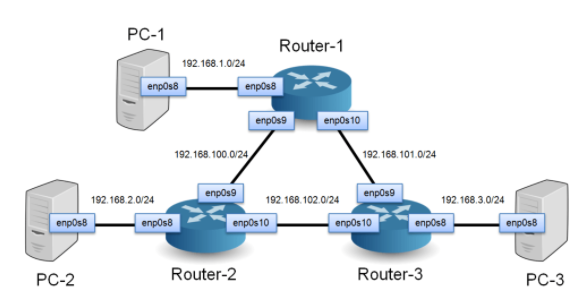 PC-1
Router-1
192.168.1.0/24
enp0s8
enp0s8
enp0s9
enp0s10
192.168.100.0/24
192.168.101.0/24
192.168.2.0/24
enp0s9
192.168.102.0/24
enp0s9
192.168.3.0/24
enp0s8
enp0s8
enp0s10
enp0s10
enp0s8
enp0s8
PC-2
Router-2
Router-3
PC-3